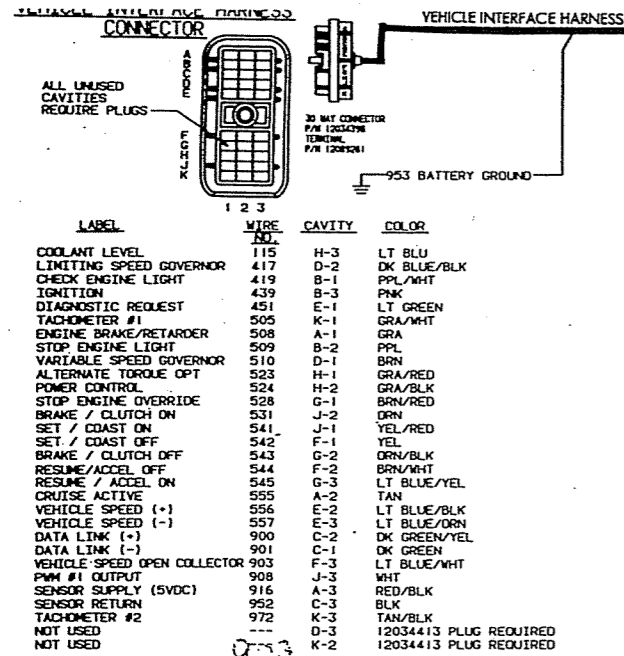 VEHICLE INTERFACE HARNESS
CONNECTOR
VEHICLE INTERFACE HARNESS
ALL UNUSED
CAVITIES
REQUIRE PLUGS
A
B
C
D
E
F
G
H
J
K
1 2 3
30 WAY CONNECTOR
P/N 12034398
TERMINAL
P/N 12089261
953 BATTERY GROUND
LABEL WIRE NO. CAVITY COLOR
COOLANT LEVEL 115 H-3 LT BLU
LIMITING SPEED GOVERNOR 417 D-2 DK BLUE/BLK
CHECK ENGINE LIGHT 419 B-1 PPL/WHT
IGNITION 439 B-3 PNK
DIAGNOSTIC REQUEST 451 E-1 LT GREEN
TACHOMETER #1 505 K-1 GRA/WHT
ENGINE BRAKE/RETARDER 508 A-1 GRA
STOP ENGINE LIGHT 509 B-2 PPL
VARIABLE SPEED GOVERNOR 510 D-1 BRN
ALTERNATE TORQUE OPT 523 H-1 GRA/RED
POWER CONTROL 524 H-2 GRA/BLK
STOP ENGINE OVERRIDE 528 G-1 BRN/RED
BRAKE / CLUTCH ON 531 J-2 ORN
SET / COAST ON 541 J-1 YEL/RED
SET / COAST OFF 542 F-1 YEL
BRAKE / CLUTCH OFF 543 G-2 ORN/BLK
RESUME/ACCEL OFF 544 F-2 BRN/WHT
RESUME / ACCEL ON 545 G-3 LT BLUE/YEL
CRUISE ACTIVE 555 A-2 TAN
VEHICLE SPEED (+) 556 E-2 LT BLUE/BLK
VEHICLE SPEED (-) 557 E-3 LT BLUE/ORN
DATA LINK (+) 900 C-2 DK GREEN/YEL
DATA LINK (-) 901 C-1 DK GREEN
VEHICLE SPEED OPEN COLLECTOR 903 F-3 LT BLUE/WHT
PWM #1 OUTPUT 908 J-3 WHT
SENSOR SUPPLY (5VDC) 916 A-3 RED/BLK
SENSOR RETURN 952 C-3 BLK
TACHOMETER #2 972 K-3 TAN/BLK
NOT USED --- D-3 12034413 PLUG REQUIRED
NOT USED K-2 12034413 PLUG REQUIRED